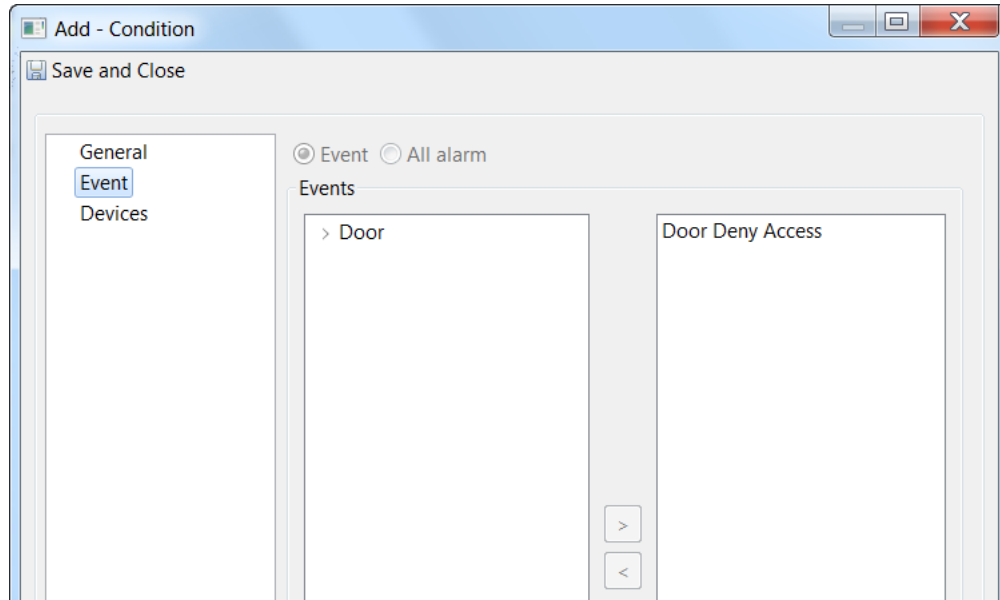 Add - Condition
Save and Close
General
Event
Devices
Event All alarm
Events
> Door
Door Deny Access
>
<